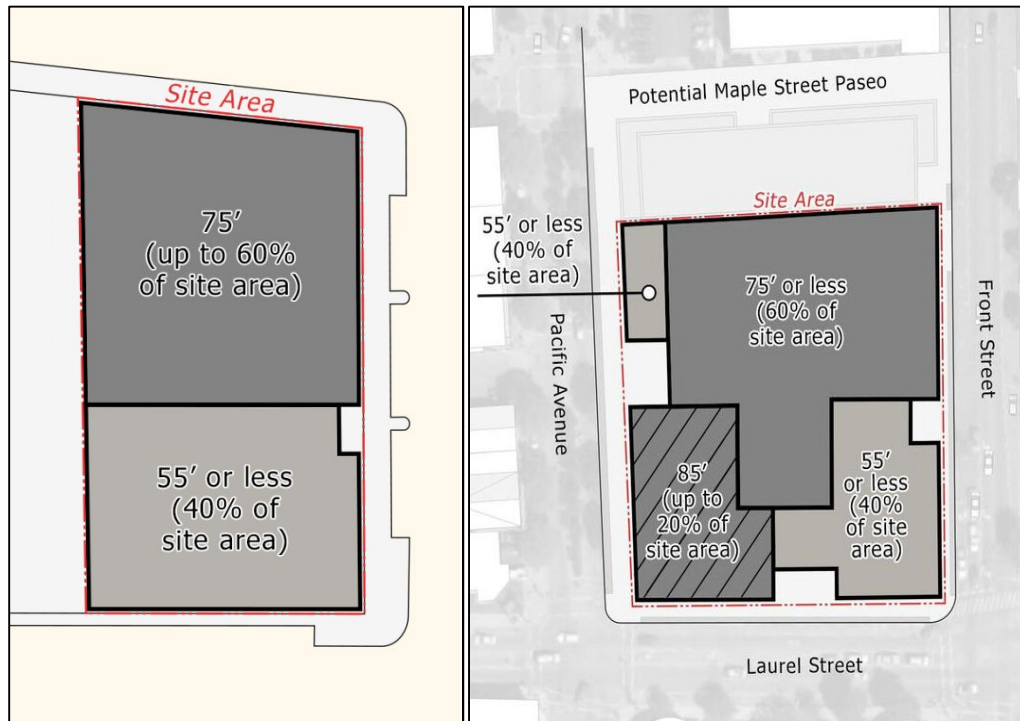 Site Area
75’
(up to 60%
of site area)
55’ or less
(40% of
site area)
Potential Maple Street Paseo
Site Area
55’ or less
(40% of
site area)
75’ or less
(60% of
site area)
Pacific Avenue
Front Street
85’
(up to
20% of
site area)
55’
or less
(40%
of site
area)
Laurel Street